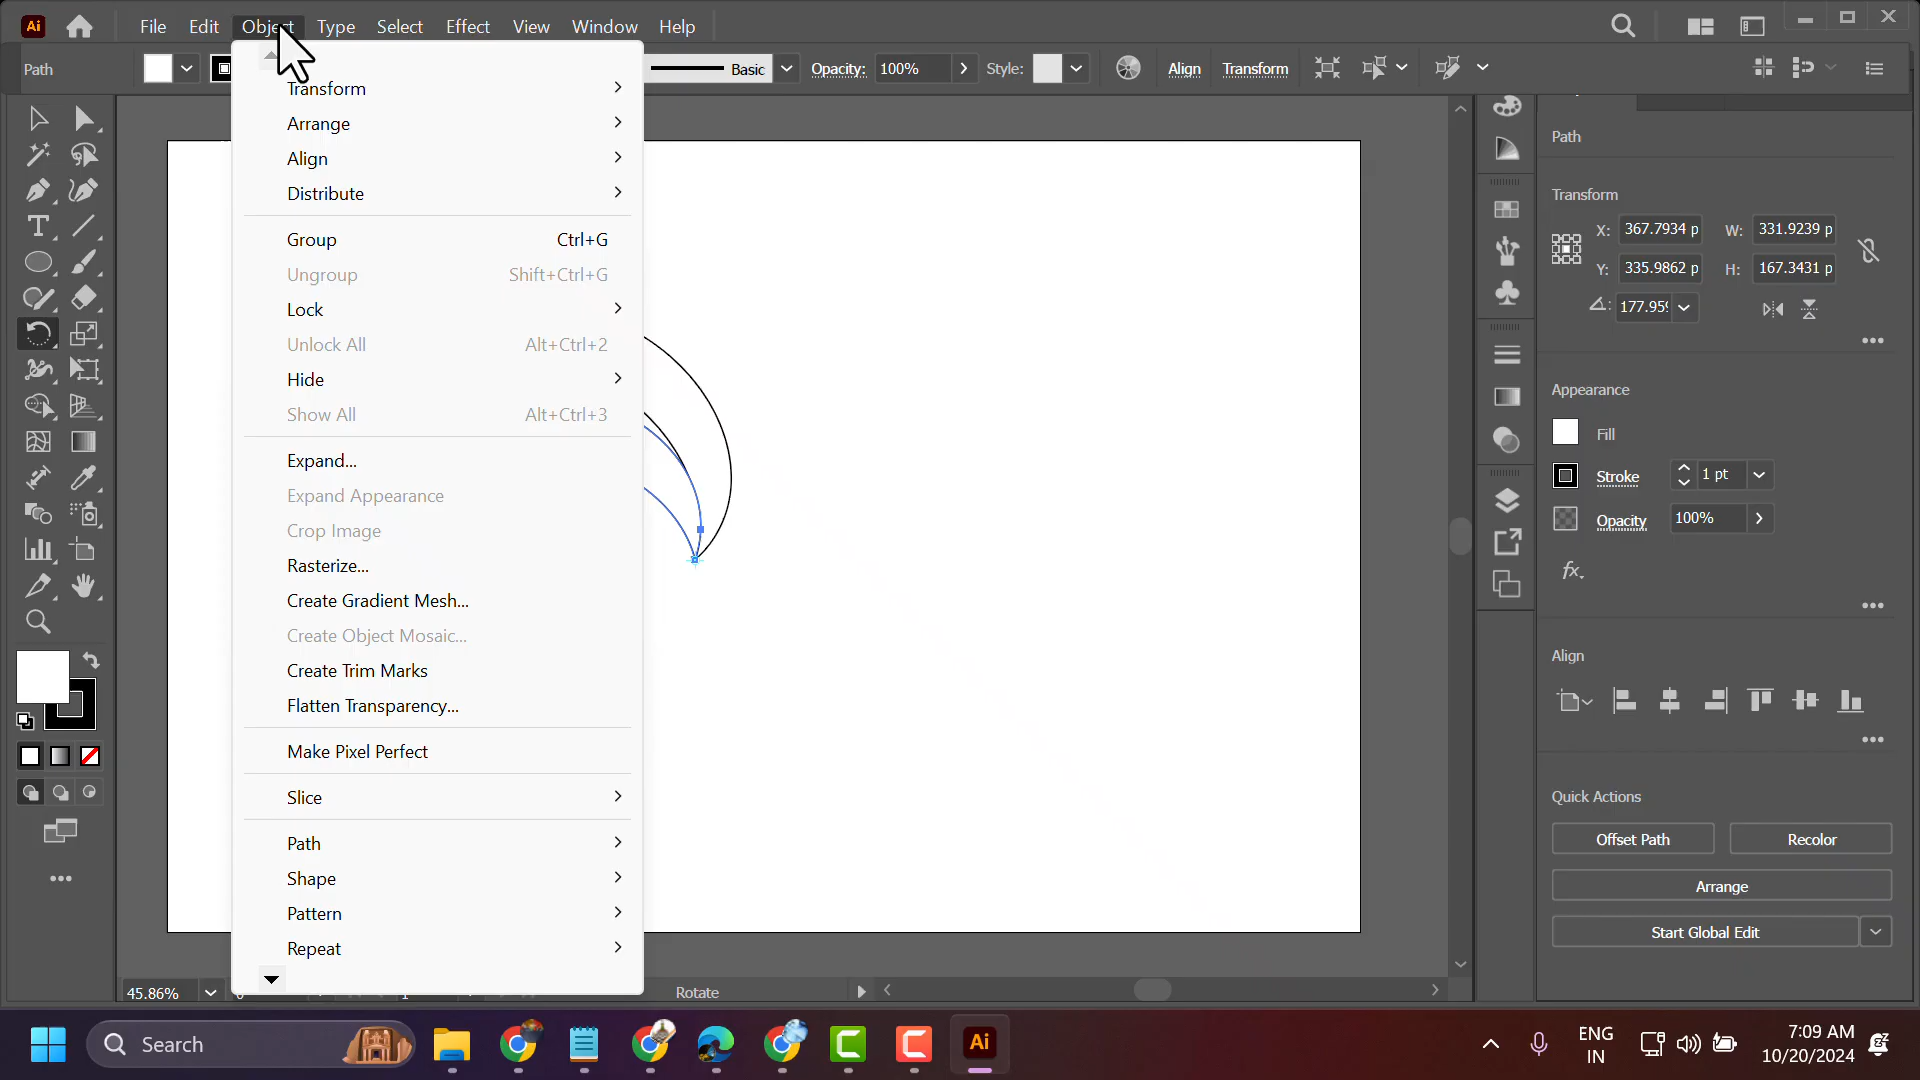 Ai File Edit Object Type Select Effect View Window Help
Path Basic Opacity: 100% Style: Align Transform
Transform
Arrange
Align
Distribute
Group Ctrl+G
Ungroup Shift+Ctrl+G
Lock
Unlock All Alt+Ctrl+2
Hide
Show All Alt+Ctrl+3
Expand...
Expand Appearance
Crop Image
Rasterize...
Create Gradient Mesh...
Create Object Mosaic...
Create Trim Marks
Flatten Transparency...
Make Pixel Perfect
Slice
Path
Shape
Pattern
Repeat
Path
Transform
X: 367.7934 p W: 331.9239 p
Y: 335.9862 p H: 167.3431 p
177.95
Appearance
Fill
Stroke 1 pt
Opacity 100%
fx
Align
Quick Actions
Offset Path Recolor
Arrange
Start Global Edit
45.86% Rotate
Search Ai ENG 7:09 AM
IN 10/20/2024